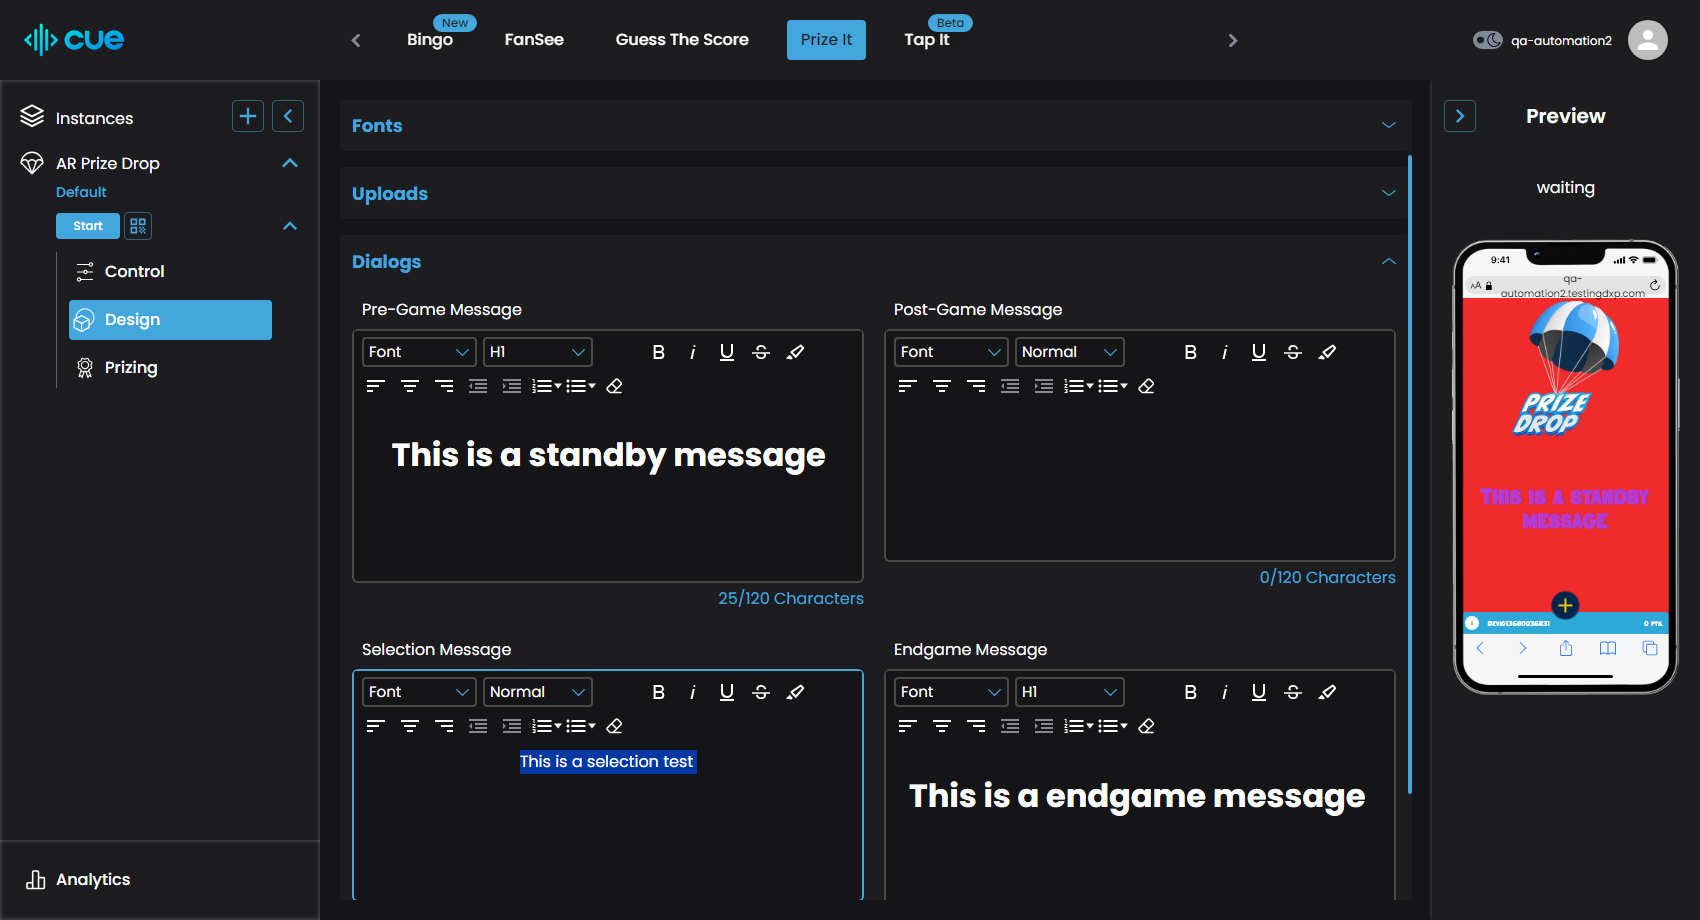 cue
New
Bingo
FanSee
Guess The Score
Prize It
Beta
Tap It
qa-automation2
Instances
AR Prize Drop
Default
Start
Control
Design
Prizing
Analytics
Fonts
Uploads
Dialogs
Pre-Game Message
Font
H1
B i U S
This is a standby message
25/120 Characters
Post-Game Message
Font
Normal
B i U S
0/120 Characters
Selection Message
Font
Normal
B i U S
This is a selection test
Endgame Message
Font
H1
B i U S
This is a endgame message
Preview
waiting
9:41
AA
qa-
automation2.testingdxp.com
PRIZE
DROP
This is a standby
message
DEVID13680036831
0 PTS.